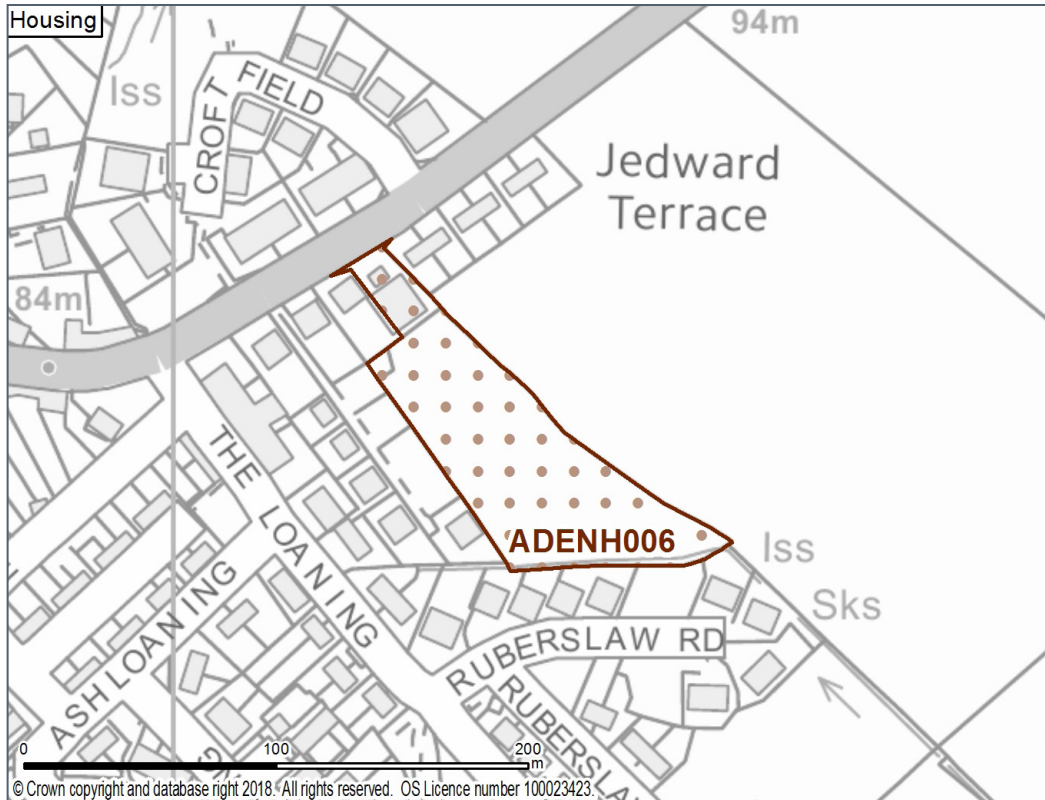 Housing
94m
Iss
CROFT
FIELD
Jedward
Terrace
84m
THE
LOANING
ADENH006
Iss
Sks
ASH LOANING
RUBERSLAW RD
0
100
200
m
© Crown copyright and database right 2018. All rights reserved. OS Licence number 100023423.